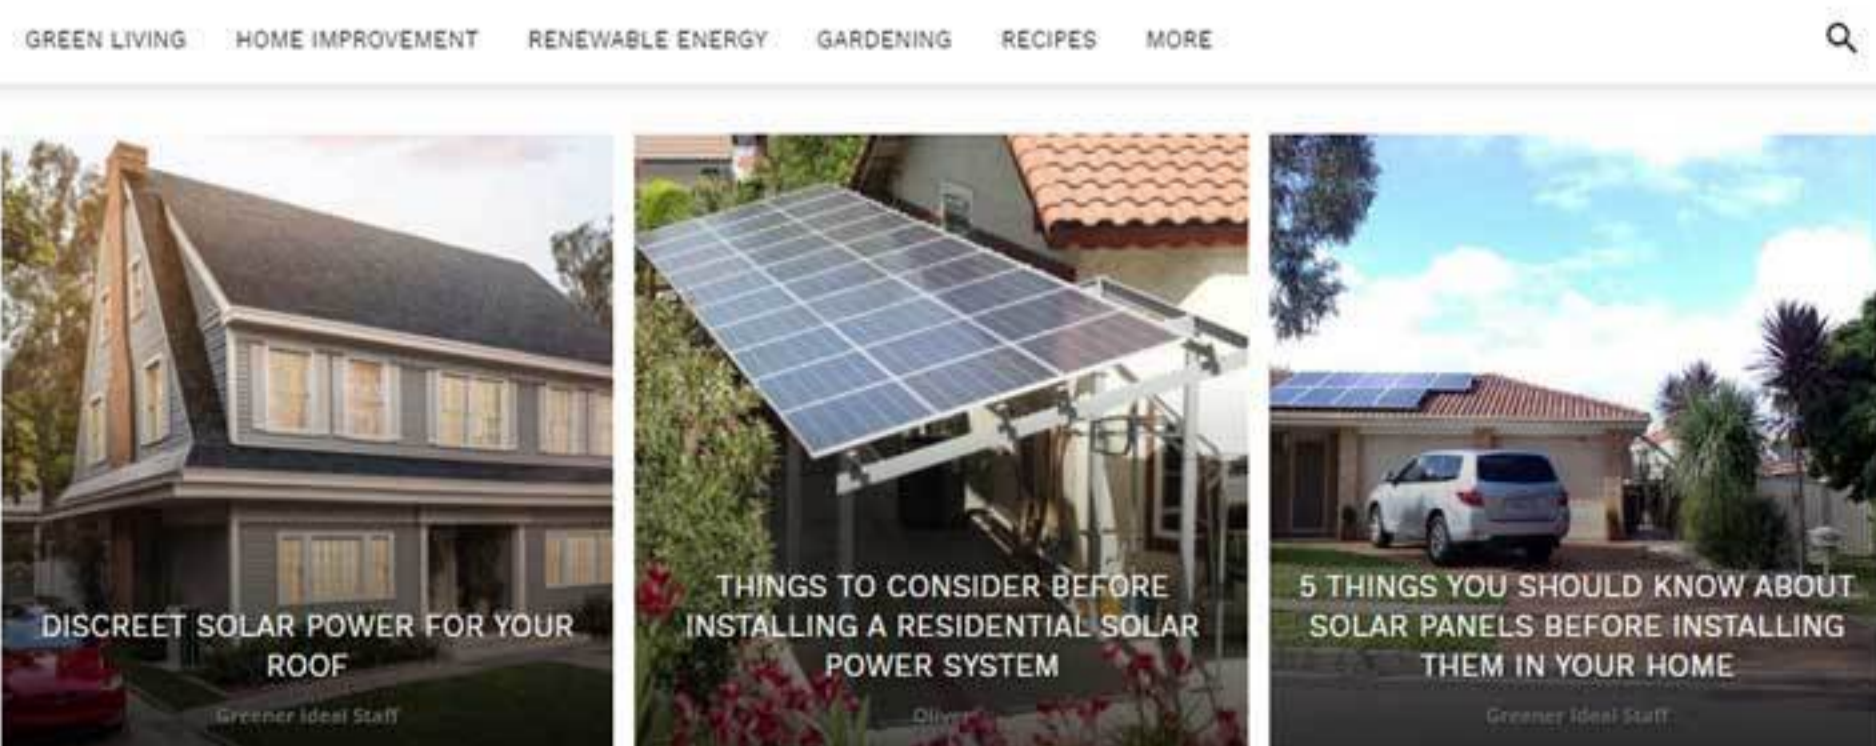 GREEN LIVING HOME IMPROVEMENT RENEWABLE ENERGY GARDENING RECIPES MORE
DISCREET SOLAR POWER FOR YOUR
ROOF
Greener Ideal Staff
THINGS TO CONSIDER BEFORE
INSTALLING A RESIDENTIAL SOLAR
POWER SYSTEM
5 THINGS YOU SHOULD KNOW ABOUT
SOLAR PANELS BEFORE INSTALLING
THEM IN YOUR HOME
Greener Ideal Staff